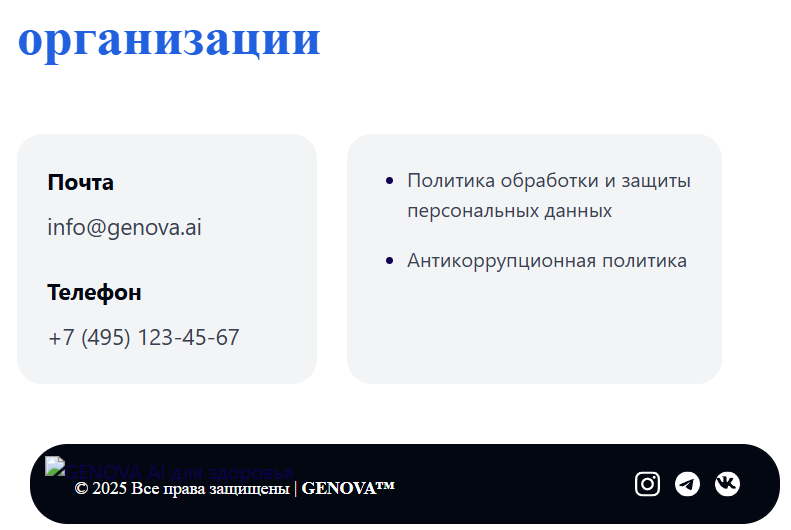 организации
Почта
info@genova.ai
Телефон
+7 (495) 123-45-67
Политика обработки и защиты
персональных данных
Антикоррупционная политика
GENOVA AI для здоровья
© 2025 Все права защищены | GENOVA™